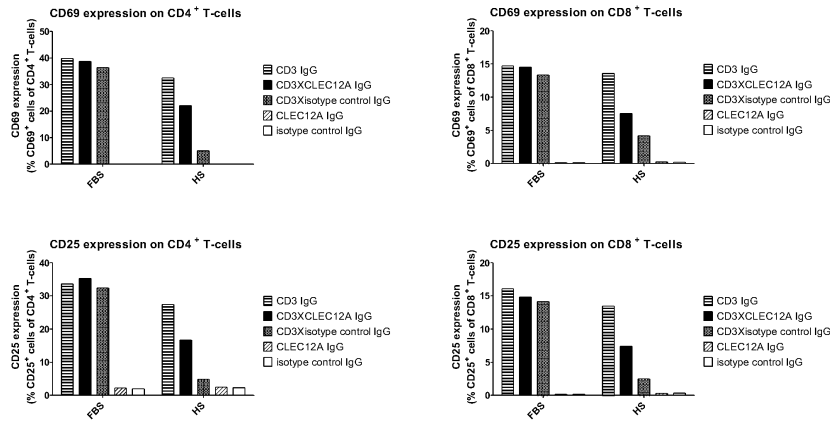 CD69 expression on CD4 + T-cells
CD69 expression
(% CD69+ cells of CD4+ T-cells)
50
40
30
20
10
0
FBS
HS
CD3 IgG
CD3XCLEC12A IgG
CD3Xisotype control IgG
CLEC12A IgG
isotype control IgG
CD69 expression on CD8 + T-cells
CD69 expression
(% CD69+ cells of CD8+ T-cells)
20
15
10
5
0
FBS
HS
CD3 IgG
CD3XCLEC12A IgG
CD3Xisotype control IgG
CLEC12A IgG
isotype control IgG
CD25 expression on CD4 + T-cells
CD25 expression
(% CD25+ cells of CD4+ T-cells)
40
30
20
10
0
FBS
HS
CD3 IgG
CD3XCLEC12A IgG
CD3Xisotype control IgG
CLEC12A IgG
isotype control IgG
CD25 expression on CD8 + T-cells
CD25 expression
(% CD25+ cells of CD8+ T-cells)
20
15
10
5
0
FBS
HS
CD3 IgG
CD3XCLEC12A IgG
CD3Xisotype control IgG
CLEC12A IgG
isotype control IgG